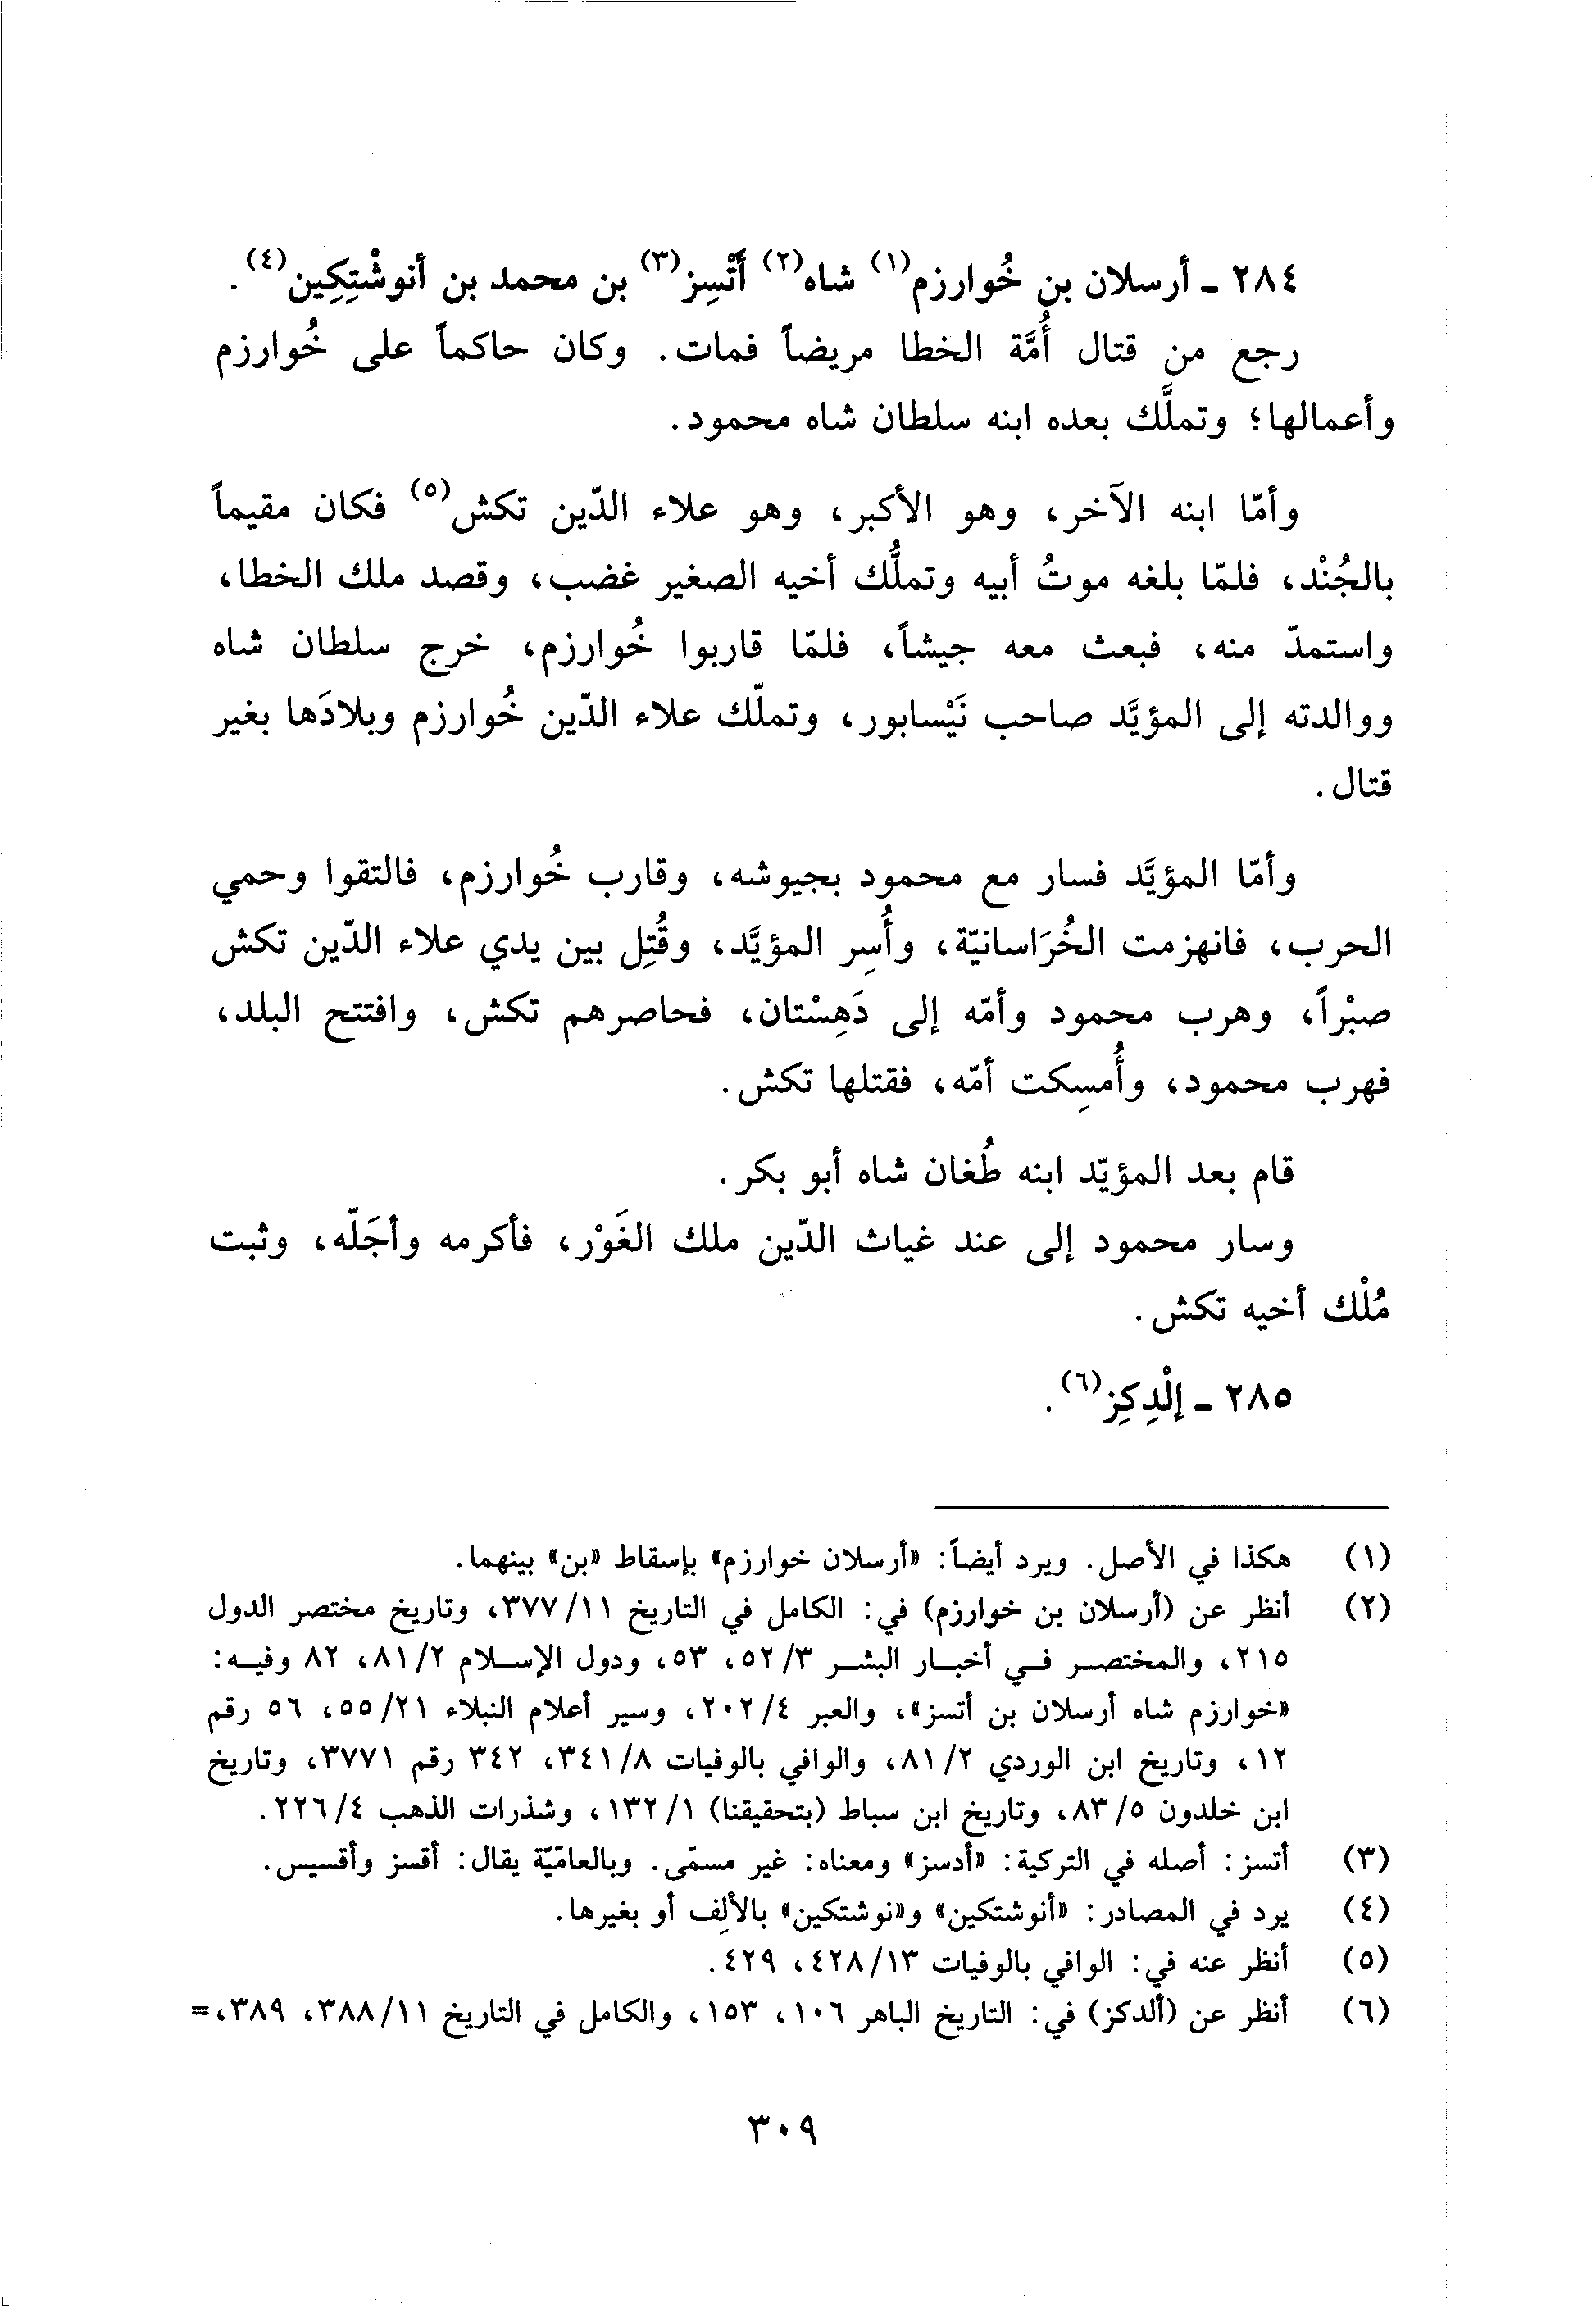 ٢٨٤ ـ أرسلان بن خُوارزم(١) شاه(٢) أَتْسِز(٣) بن محمد بن أنوشْتِكِين(٤).
رجع من قتال أُمَّة الخطا مريضاً فمات. وكان حاكماً على خُوارزم
وأعمالها؛ وتملَّك بعده ابنه سلطان شاه محمود.
وأمّا ابنه الآخر، وهو الأكبر، وهو علاء الدّين تكش(٥) فكان مقيماً
بالجُنْد، فلمّا بلغه موتُ أبيه وتملُّك أخيه الصغير غضب، وقصد ملك الخطا،
واستمدّ منه، فبعث معه جيشاً، فلمّا قاربوا خُوارزم، خرج سلطان شاه
ووالدته إلى المؤيَّد صاحب نَيْسابور، وتملّك علاء الدّين خُوارزم وبلادَها بغير
قتال.
وأمّا المؤيَّد فسار مع محمود بجيوشه، وقارب خُوارزم، فالتقوا وحمي
الحرب، فانهزمت الخُرَاسانيّة، وأُسِر المؤيَّد، وقُتِل بين يدي علاء الدّين تكش
صبْراً، وهرب محمود وأمّه إلى دَهِسْتان، فحاصرهم تكش، وافتتح البلد،
فهرب محمود، وأُمسِكت أمّه، فقتلها تكش.
قام بعد المؤيّد ابنه طُغان شاه أبو بكر.
وسار محمود إلى عند غياث الدّين ملك الغَوْر، فأكرمه وأجَلّه، وثبت
مُلْك أخيه تكش.
٢٨٥ ـ إلْدِكِز(٦).
(١) هكذا في الأصل. ويرد أيضاً: «أرسلان خوارزم» بإسقاط «بن» بينهما.
(٢) أنظر عن (أرسلان بن خوارزم) في: الكامل في التاريخ ٣٧٧/١١، وتاريخ مختصر الدول
٢١٥، والمختصر في أخبار البشر ٥٢/٣، ٥٣، ودول الإسلام ٨١/٢، ٨٢ وفيه:
«خوارزم شاه أرسلان بن أتسز»، والعبر ٢٠٢/٤، وسير أعلام النبلاء ٥٥/٢١، ٥٦ رقم
١٢، وتاريخ ابن الوردي ٨١/٢، والوافي بالوفيات ٣٤١/٨، ٣٤٢ رقم ٣٧٧١، وتاريخ
ابن خلدون ٨٣/٥، وتاريخ ابن سباط (بتحقيقنا) ١٣٢/١، وشذرات الذهب ٢٢٦/٤.
(٣) أتسز: أصله في التركية: «أدسز» ومعناه: غير مسمّى. وبالعاميّة يقال: أقسز وأقسيس.
(٤) يرد في المصادر: «أنوشتكين» و«نوشتكين» بالألِف أو بغيرها.
(٥) أنظر عنه في: الوافي بالوفيات ٤٢٨/١٣، ٤٢٩.
(٦) أنظر عن (ألدكز) في: التاريخ الباهر ١٠٦، ١٥٣، والكامل في التاريخ ٣٨٨/١١، ٣٨٩،=
٣٠٩